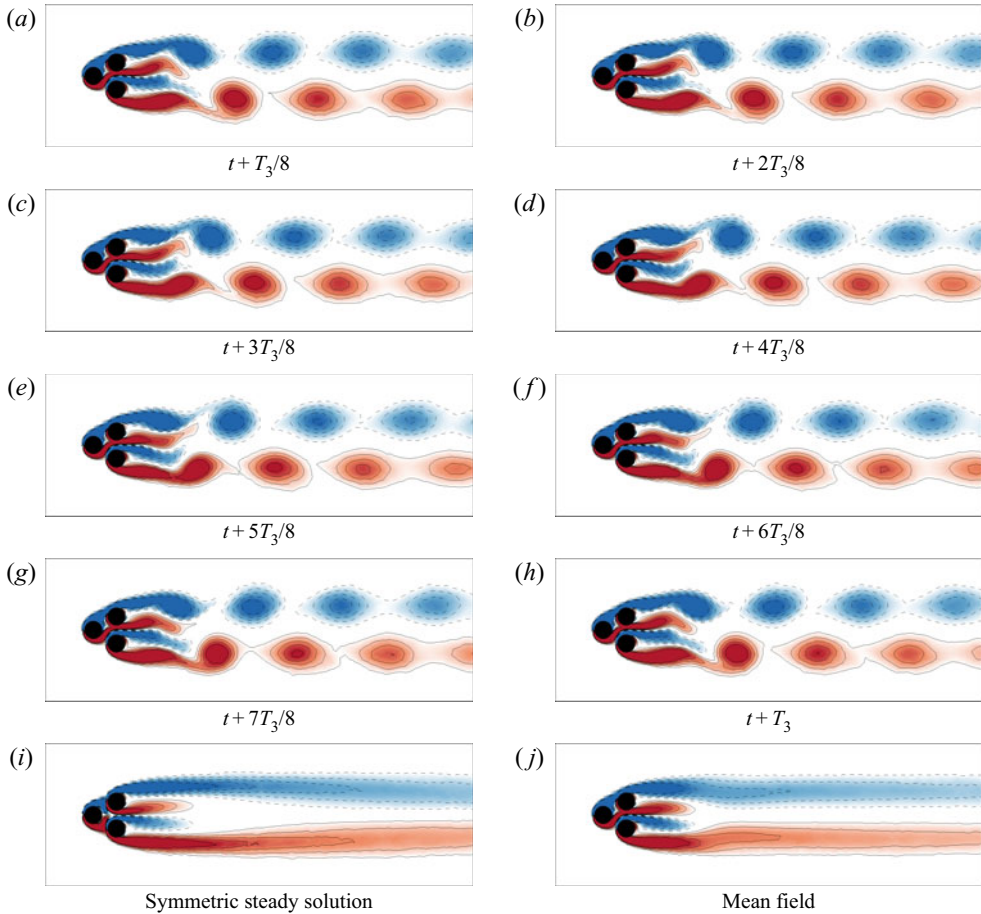 (a)
(b)
t + T₃/8
t + 2T₃/8
(c)
(d)
t + 3T₃/8
t + 4T₃/8
(e)
(f)
t + 5T₃/8
t + 6T₃/8
(g)
(h)
t + 7T₃/8
t + T₃
(i)
(j)
Symmetric steady solution
Mean field